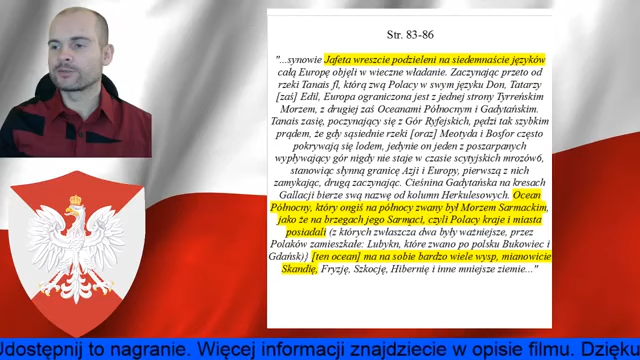 Str. 83-86
"...synowie Jafeta wreszcie podzieleni na siedemnaście języków
całą Europę objęli w wieczne władanie. Zaczynając przeto od
rzeki Tanais fl, którą zwą Polacy w swym języku Don, Tatarzy
[zaś] Edil, Europa ograniczona jest z jednej strony Tyrreńskim
Morzem, z drugiej zaś Oceanami Północnym i Gadytańskim.
Tanais zasię, poczynający się z Gór Ryfejskich, pędzi tak szybkim
prądem, że gdy sąsiednie rzeki [oraz] Meotyda i Bosfor często
pokrywają się lodem, jedynie on jeden z poszarpanych
wypływający gór nigdy nie staje w czasie scytyjskich mrozów6,
stanowiąc słynną granicę Azji i Europy, pierwszą z nich
zamykając, drugą zaczynając. Cieśnina Gadytańska na kresach
Gallacji bierze swą nazwę od kolumn Herkulesowych. Ocean
Północny, który ongiś na północy zwany był Morzem Sarmackim,
jako że na brzegach jego Sarmaci, czyli Polacy kraje i miasta
posiadali (z których zwłaszcza dwa były ważniejsze, przez
Polaków zamieszkałe: Lubykn, które zwano po polsku Bukowiec i
Gdańsk)} [ten ocean] ma na sobie bardzo wiele wysp, mianowicie
Skandię, Fryzję, Szkocję, Hibernię i inne mniejsze ziemie..."
Udostępnij to nagranie. Więcej informacji znajdziecie w opisie filmu. Dzięku